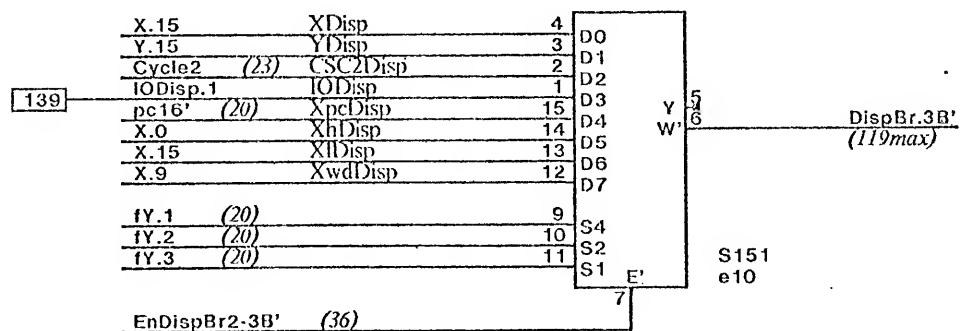 X.15 XDisp 4 D0
Y.15 YDisp 3 D1
Cycle2 (23) CSC2Disp 2 D2
139 IODisp.1 IODisp 1 D3
pc16' (20) XpcDisp 15 D4
X.0 XhDisp 14 D5
X.15 XlDisp 13 D6
X.9 XwdDisp 12 D7
Y 5
W' 6 DispBr.3B'
(119max)
fY.1 (20) 9 S4
fY.2 (20) 10 S2
fY.3 (20) 11 S1
E' 7
S151
e10
EnDispBr2-3B' (36)